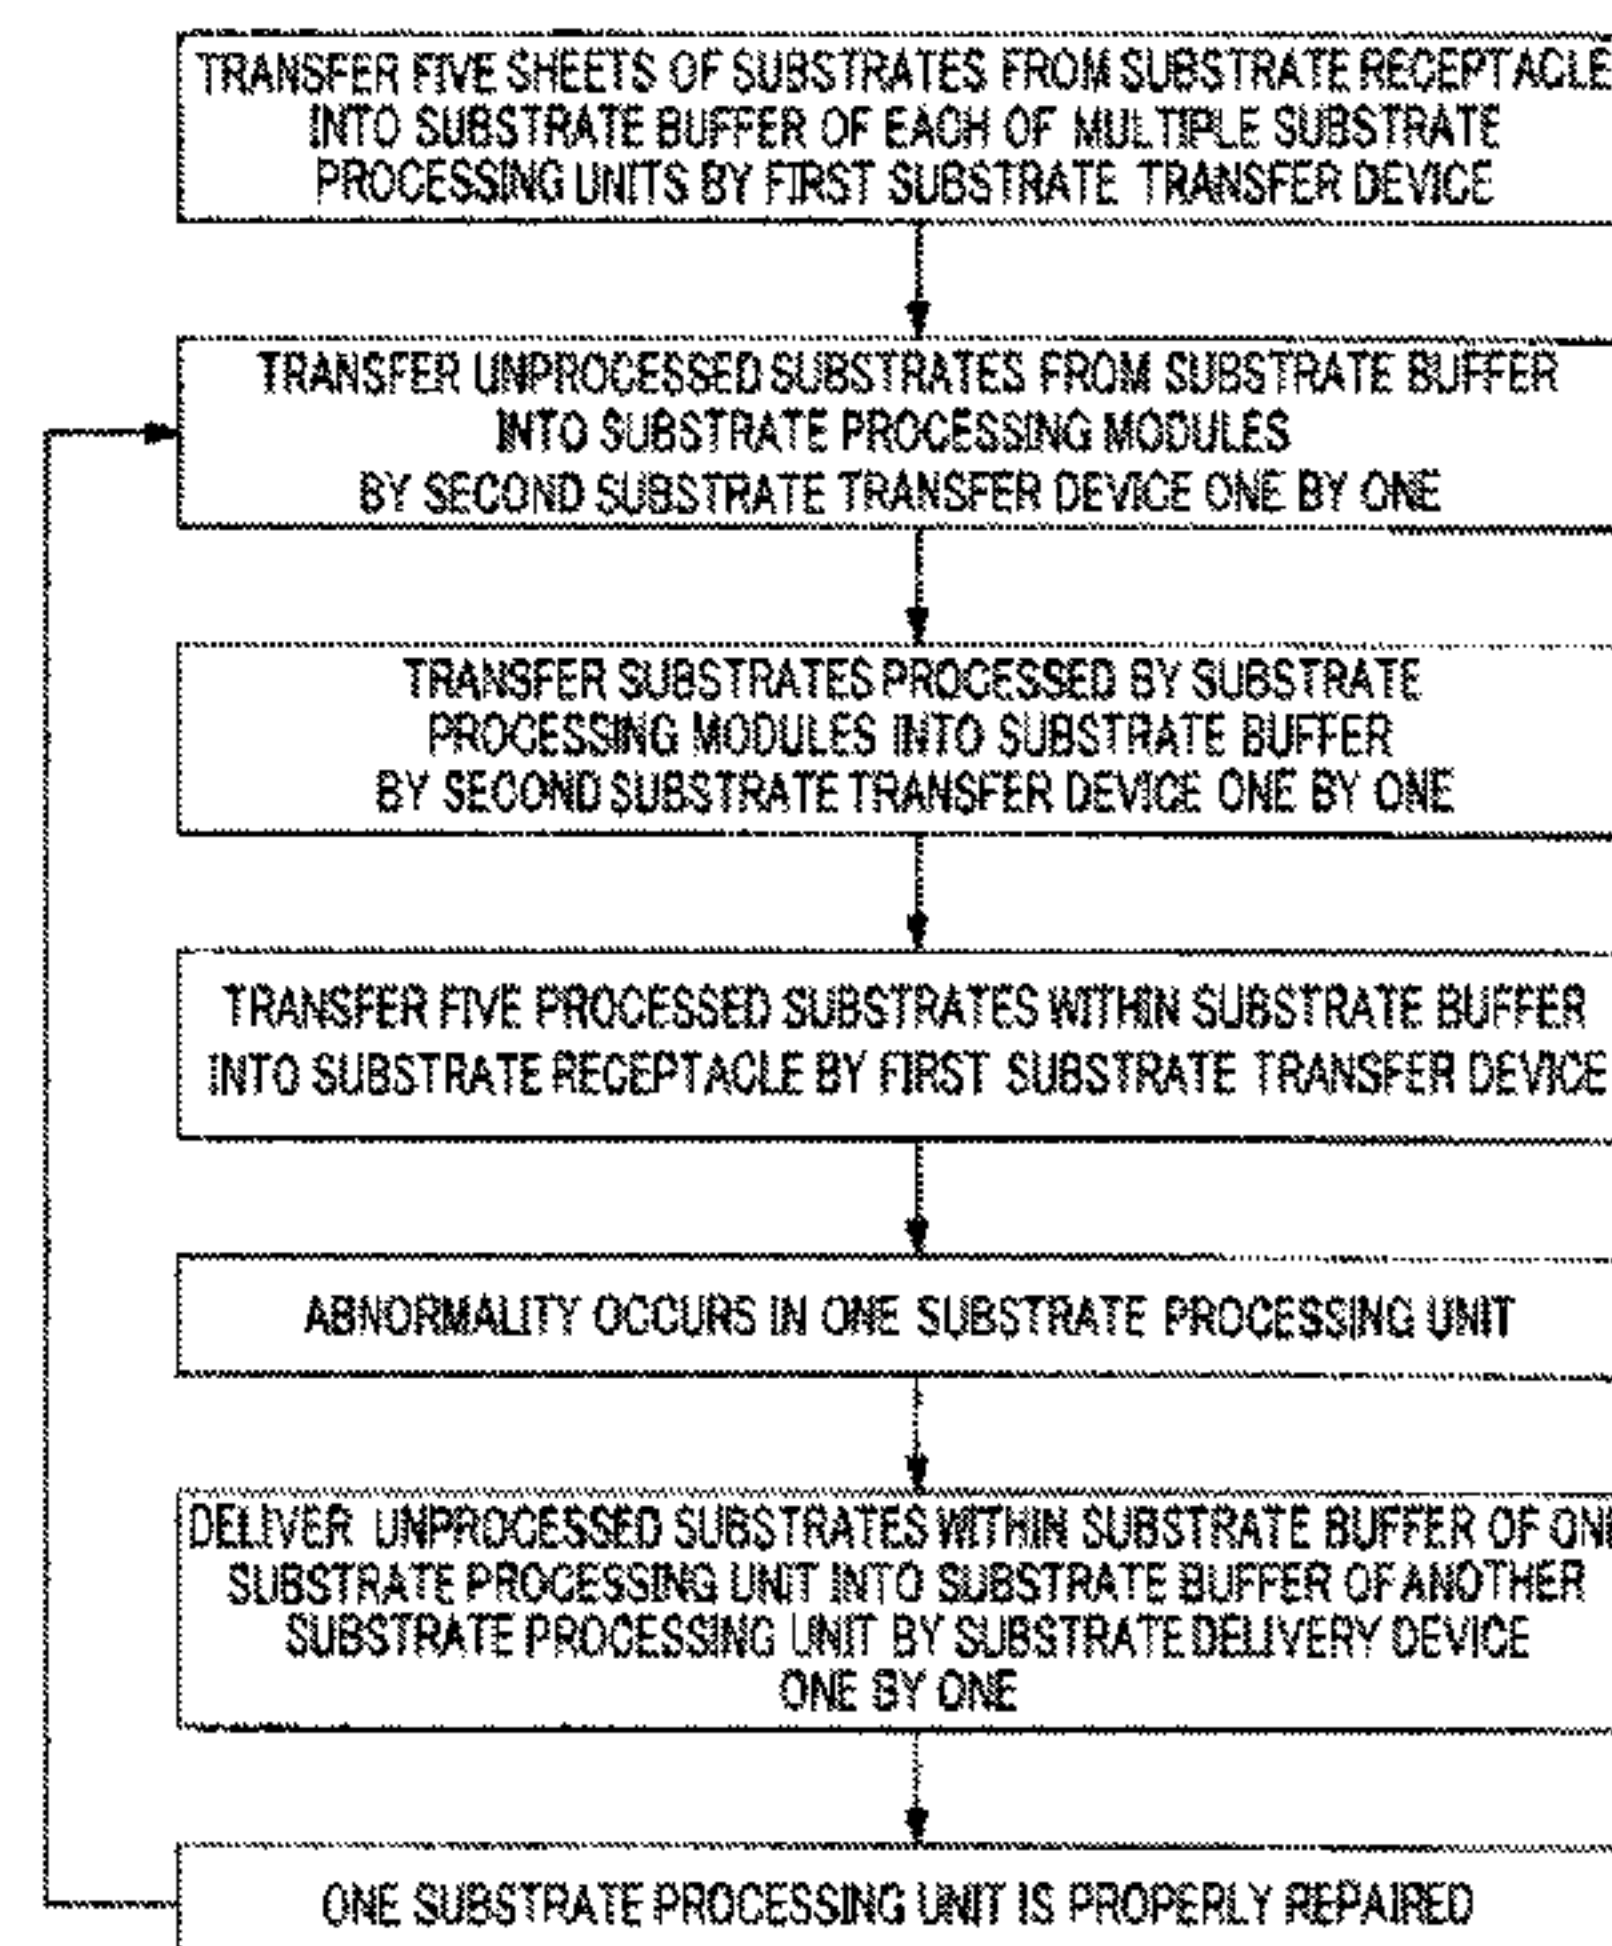 TRANSFER FIVE SHEETS OF SUBSTRATES FROM SUBSTRATE RECEPTACLE
INTO SUBSTRATE BUFFER OF EACH OF MULTIPLE SUBSTRATE
PROCESSING UNITS BY FIRST SUBSTRATE TRANSFER DEVICE
TRANSFER UNPROCESSED SUBSTRATES FROM SUBSTRATE BUFFER
INTO SUBSTRATE PROCESSING MODULES
BY SECOND SUBSTRATE TRANSFER DEVICE ONE BY ONE
TRANSFER SUBSTRATES PROCESSED BY SUBSTRATE
PROCESSING MODULES INTO SUBSTRATE BUFFER
BY SECOND SUBSTRATE TRANSFER DEVICE ONE BY ONE
TRANSFER FIVE PROCESSED SUBSTRATES WITHIN SUBSTRATE BUFFER
INTO SUBSTRATE RECEPTACLE BY FIRST SUBSTRATE TRANSFER DEVICE
ABNORMALITY OCCURS IN ONE SUBSTRATE PROCESSING UNIT
DELIVER UNPROCESSED SUBSTRATES WITHIN SUBSTRATE BUFFER OF ONE
SUBSTRATE PROCESSING UNIT INTO SUBSTRATE BUFFER OF ANOTHER
SUBSTRATE PROCESSING UNIT BY SUBSTRATE DELIVERY DEVICE
ONE BY ONE
ONE SUBSTRATE PROCESSING UNIT IS PROPERLY REPAIRED